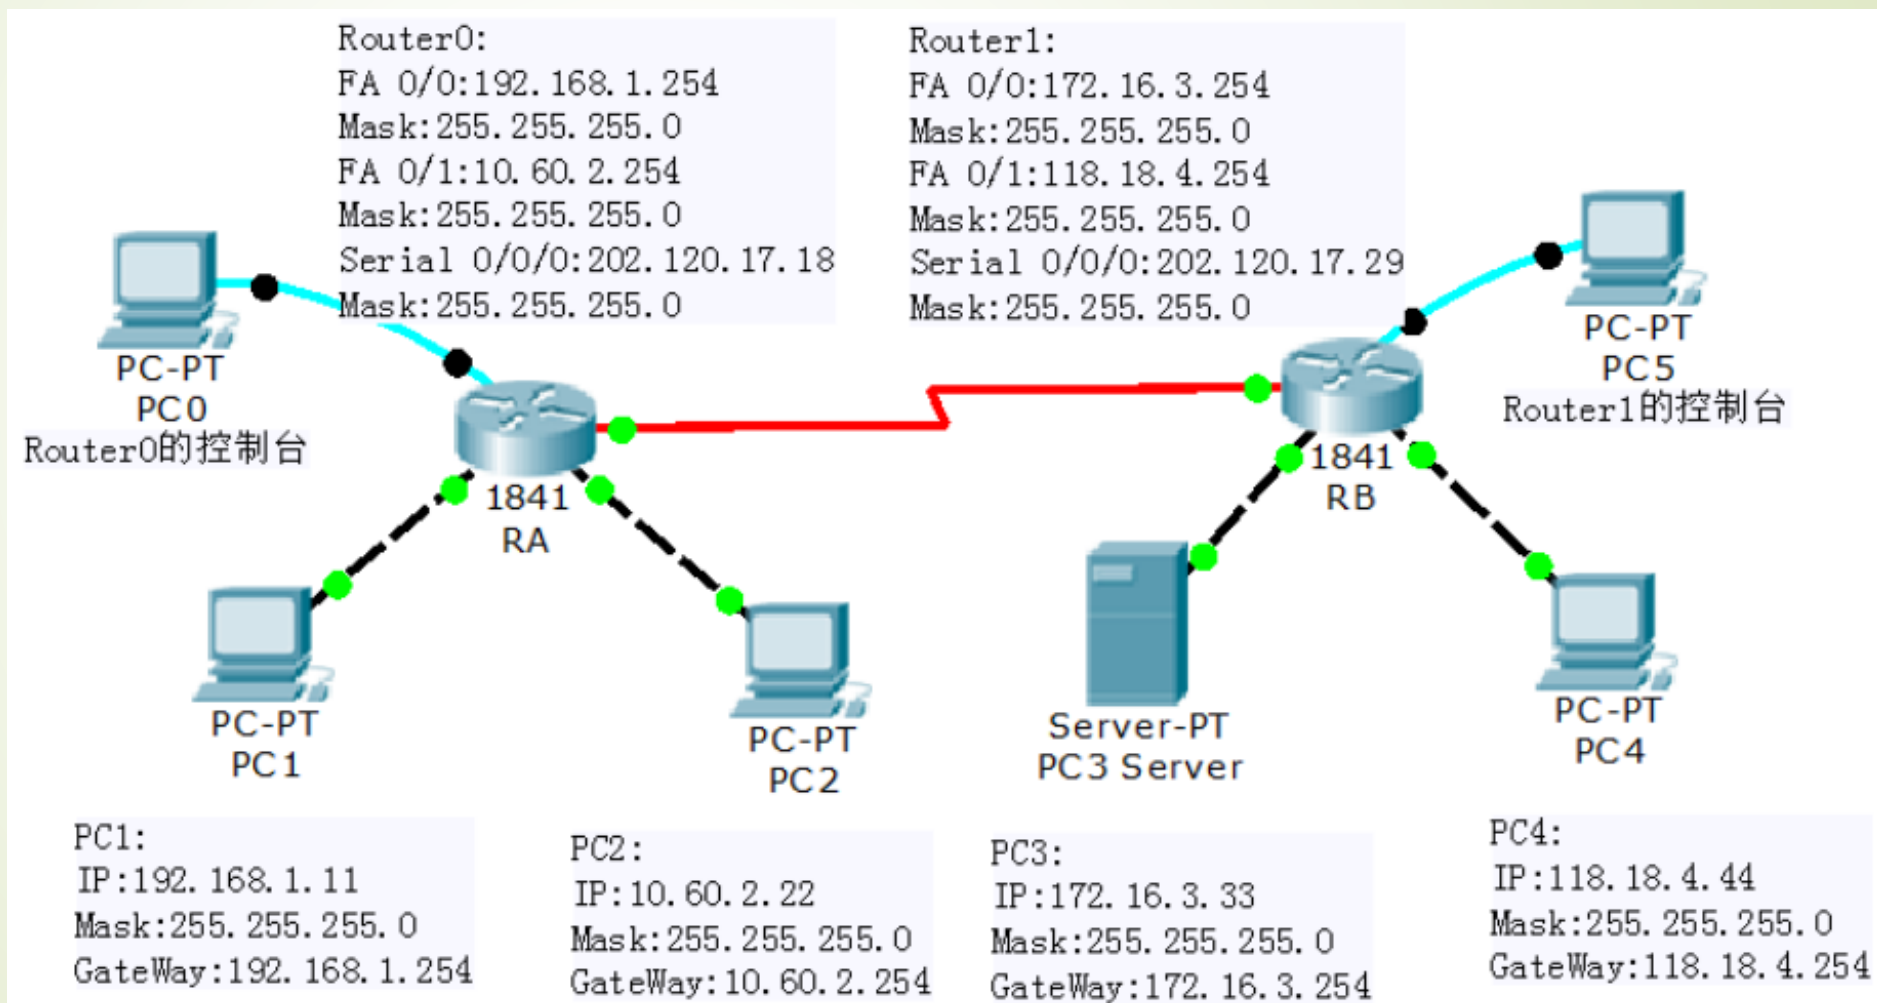 Router0:
FA 0/0:192.168.1.254
Mask:255.255.255.0
FA 0/1:10.60.2.254
Mask:255.255.255.0
Serial 0/0/0:202.120.17.18
Mask:255.255.255.0
Router1:
FA 0/0:172.16.3.254
Mask:255.255.255.0
FA 0/1:118.18.4.254
Mask:255.255.255.0
Serial 0/0/0:202.120.17.29
Mask:255.255.255.0
PC-PT
PC0
Router0的控制台
PC-PT
PC5
Router1的控制台
1841
RA
1841
RB
PC-PT
PC1
PC-PT
PC2
Server-PT
PC3 Server
PC-PT
PC4
PC1:
IP:192.168.1.11
Mask:255.255.255.0
GateWay:192.168.1.254
PC2:
IP:10.60.2.22
Mask:255.255.255.0
GateWay:10.60.2.254
PC3:
IP:172.16.3.33
Mask:255.255.255.0
GateWay:172.16.3.254
PC4:
IP:118.18.4.44
Mask:255.255.255.0
GateWay:118.18.4.254